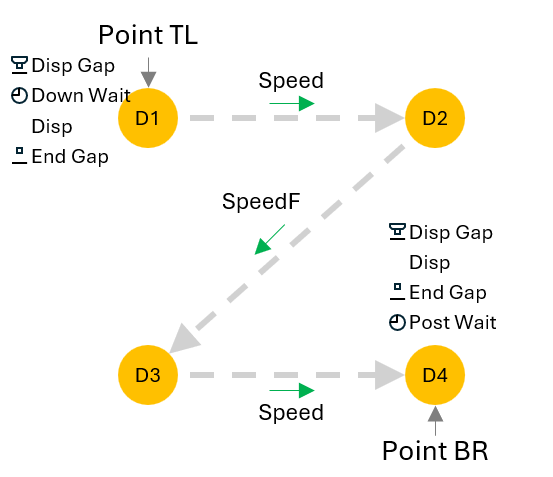 Point TL
Disp Gap
Down Wait
Disp
End Gap
D1
Speed
D2
SpeedF
Disp Gap
Disp
End Gap
Post Wait
D3
Speed
D4
Point BR